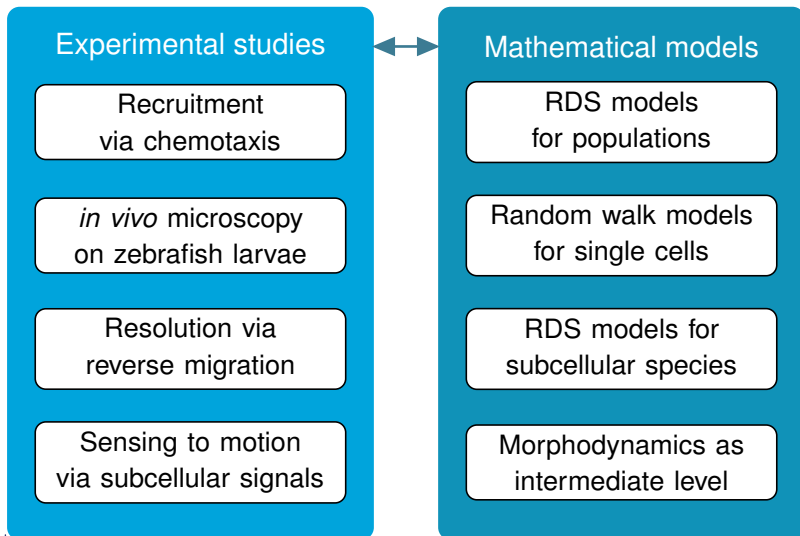 Experimental studies
Recruitment
via chemotaxis
in vivo microscopy
on zebrafish larvae
Resolution via
reverse migration
Sensing to motion
via subcellular signals
Mathematical models
RDS models
for populations
Random walk models
for single cells
RDS models for
subcellular species
Morphodynamics as
intermediate level